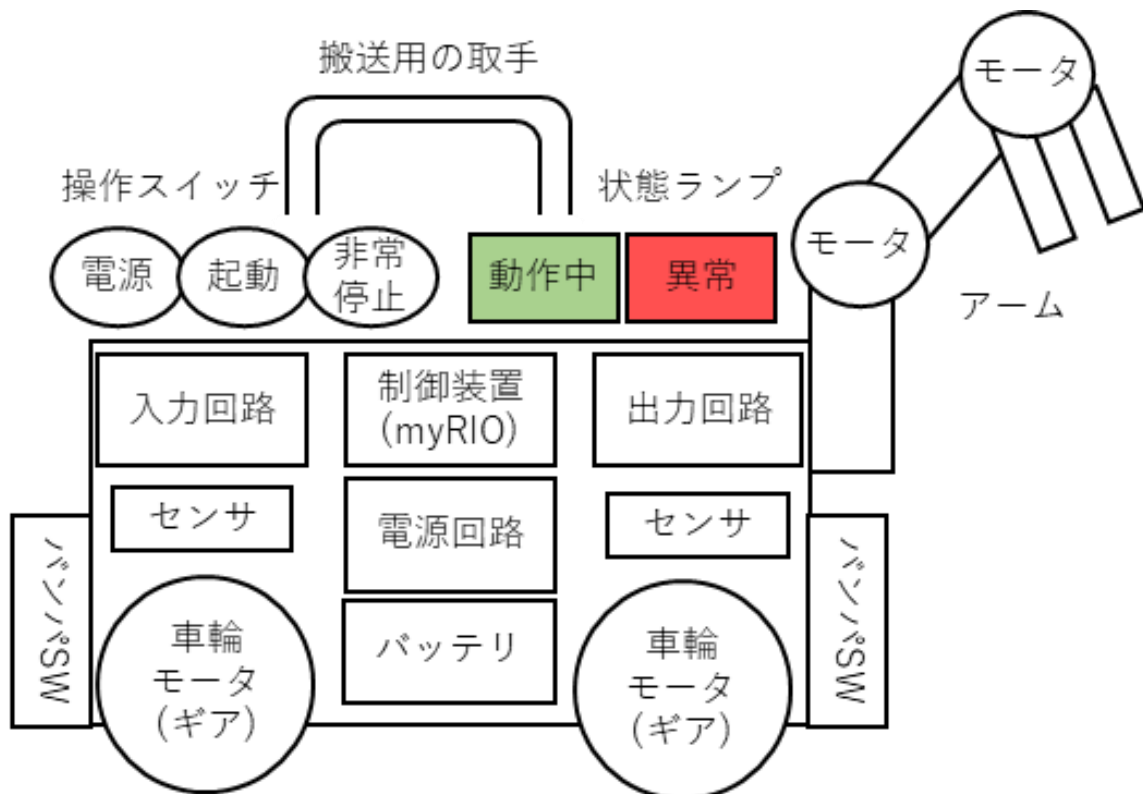 搬送用の取手
モータ
操作スイッチ
状態ランプ
電源
起動
非常
停止
動作中
異常
モータ
アーム
入力回路
制御装置
(myRIO)
出力回路
センサ
電源回路
センサ
バンパSW
車輪
モータ
(ギア)
バッテリ
車輪
モータ
(ギア)
バンパSW